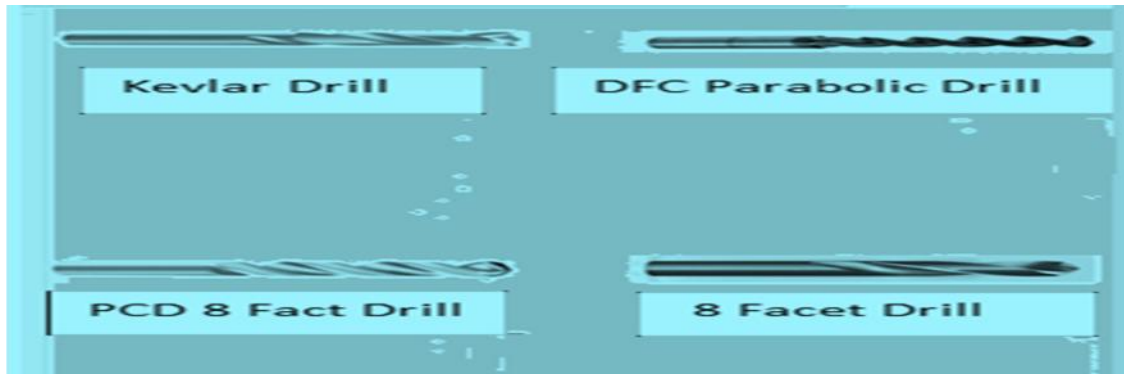 Kevlar Drill
DFC Parabolic Drill
PCD 8 Fact Drill
8 Facet Drill